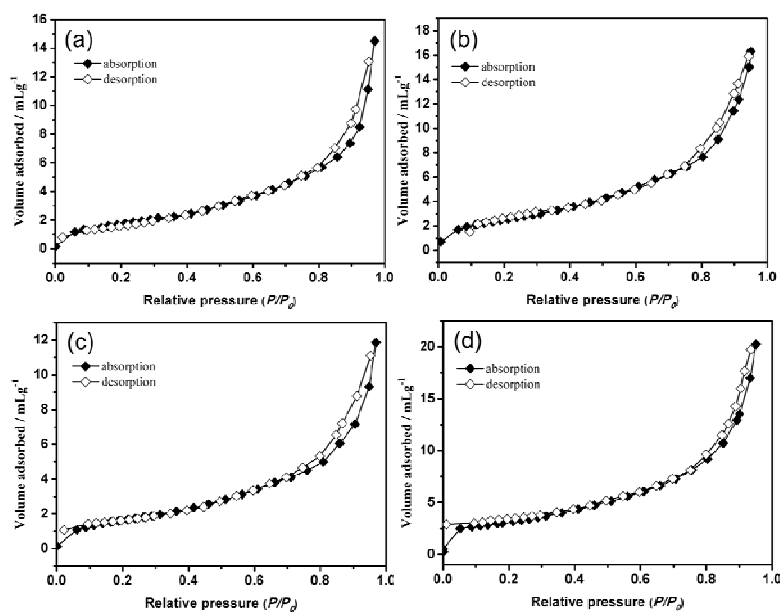 (a)
absorption
desorption
Volume adsorbed / mLg-1
16
14
12
10
8
6
4
2
0
-2
0.0 0.2 0.4 0.6 0.8 1.0
Relative pressure (P/P0)
(b)
absorption
desorption
Volume adsorbed / mLg-1
18
16
14
12
10
8
6
4
2
0
0.0 0.2 0.4 0.6 0.8 1.0
Relative pressure (P/P0)
(c)
absorption
desorption
Volume adsorbed / mLg-1
12
10
8
6
4
2
0
0.0 0.2 0.4 0.6 0.8 1.0
Relative pressure (P/P0)
(d)
absorption
desorption
Volume adsorbed / mLg-1
20
15
10
5
0
0.0 0.2 0.4 0.6 0.8 1.0
Relative pressure (P/P0)